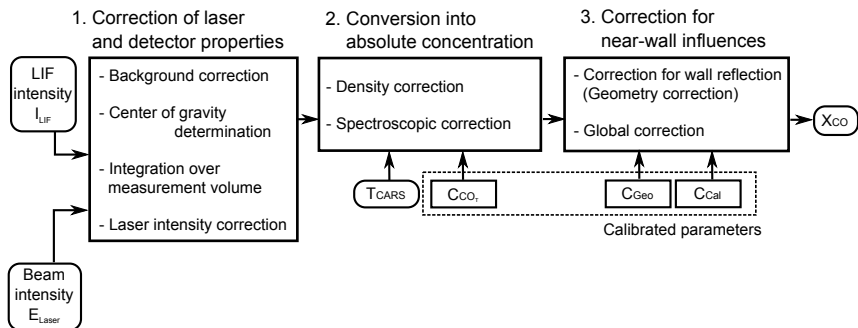 1. Correction of laser
and detector properties
2. Conversion into
absolute concentration
3. Correction for
near-wall influences
LIF
intensity
I_LIF
Beam
intensity
E_Laser
- Background correction
- Center of gravity
determination
- Integration over
measurement volume
- Laser intensity correction
- Density correction
- Spectroscopic correction
- Correction for wall reflection
(Geometry correction)
- Global correction
X_CO
T_CARS
C_CO_T
C_Geo
C_Cal
Calibrated parameters